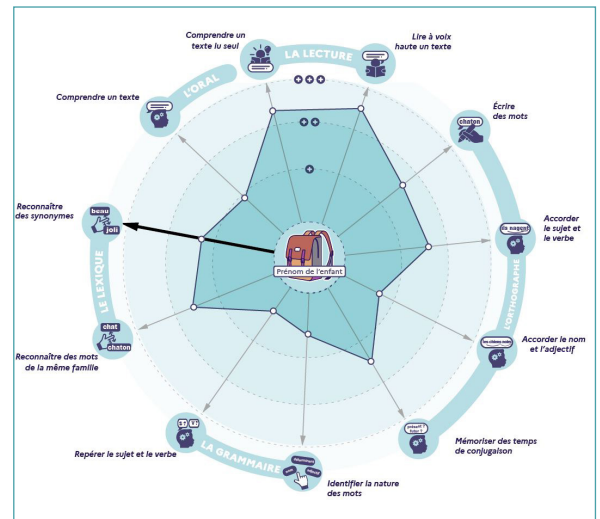 Comprendre un
texte lu seul
LA LECTURE
Lire à voix
haute un texte
L'ORAL
Comprendre un texte
chaton
Écrire
des mots
Reconnaître
des synonymes
beau
joli
Prénom de l'enfant
ils nagent
Accorder
le sujet et
le verbe
L'ORTHOGRAPHE
LE LEXIQUE
chat
chaton
Reconnaître des mots
de la même famille
Accorder le nom
et l'adjectif
S ? V ?
Repérer le sujet et le verbe
LA GRAMMAIRE
Identifier la nature
des mots
présent ?
futur ?
Mémoriser des temps
de conjugaison